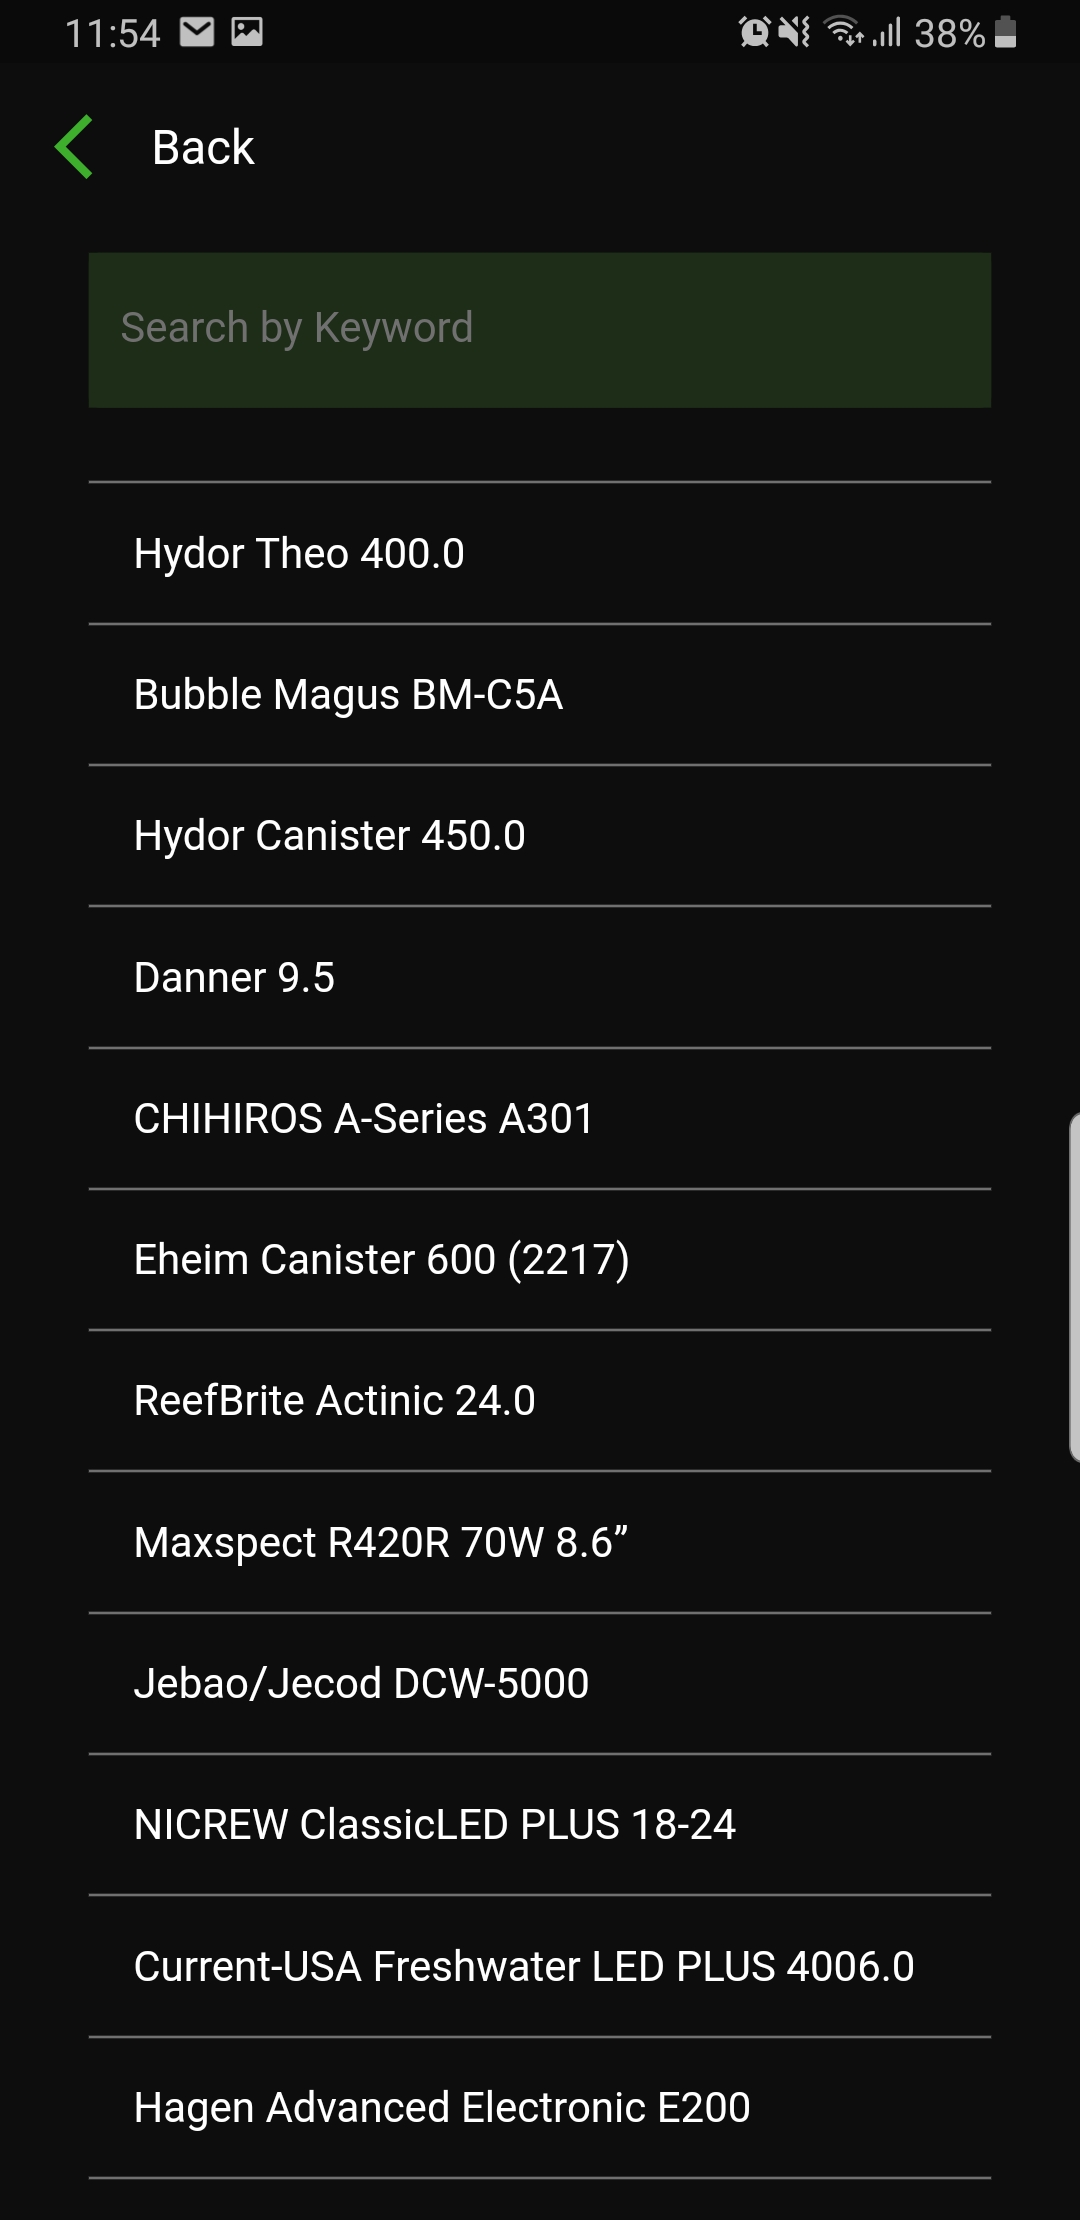 11:54 38%
Back
Search by Keyword
Hydor Theo 400.0
Bubble Magus BM-C5A
Hydor Canister 450.0
Danner 9.5
CHIHIROS A-Series A301
Eheim Canister 600 (2217)
ReefBrite Actinic 24.0
Maxspect R420R 70W 8.6”
Jebao/Jecod DCW-5000
NICREW ClassicLED PLUS 18-24
Current-USA Freshwater LED PLUS 4006.0
Hagen Advanced Electronic E200